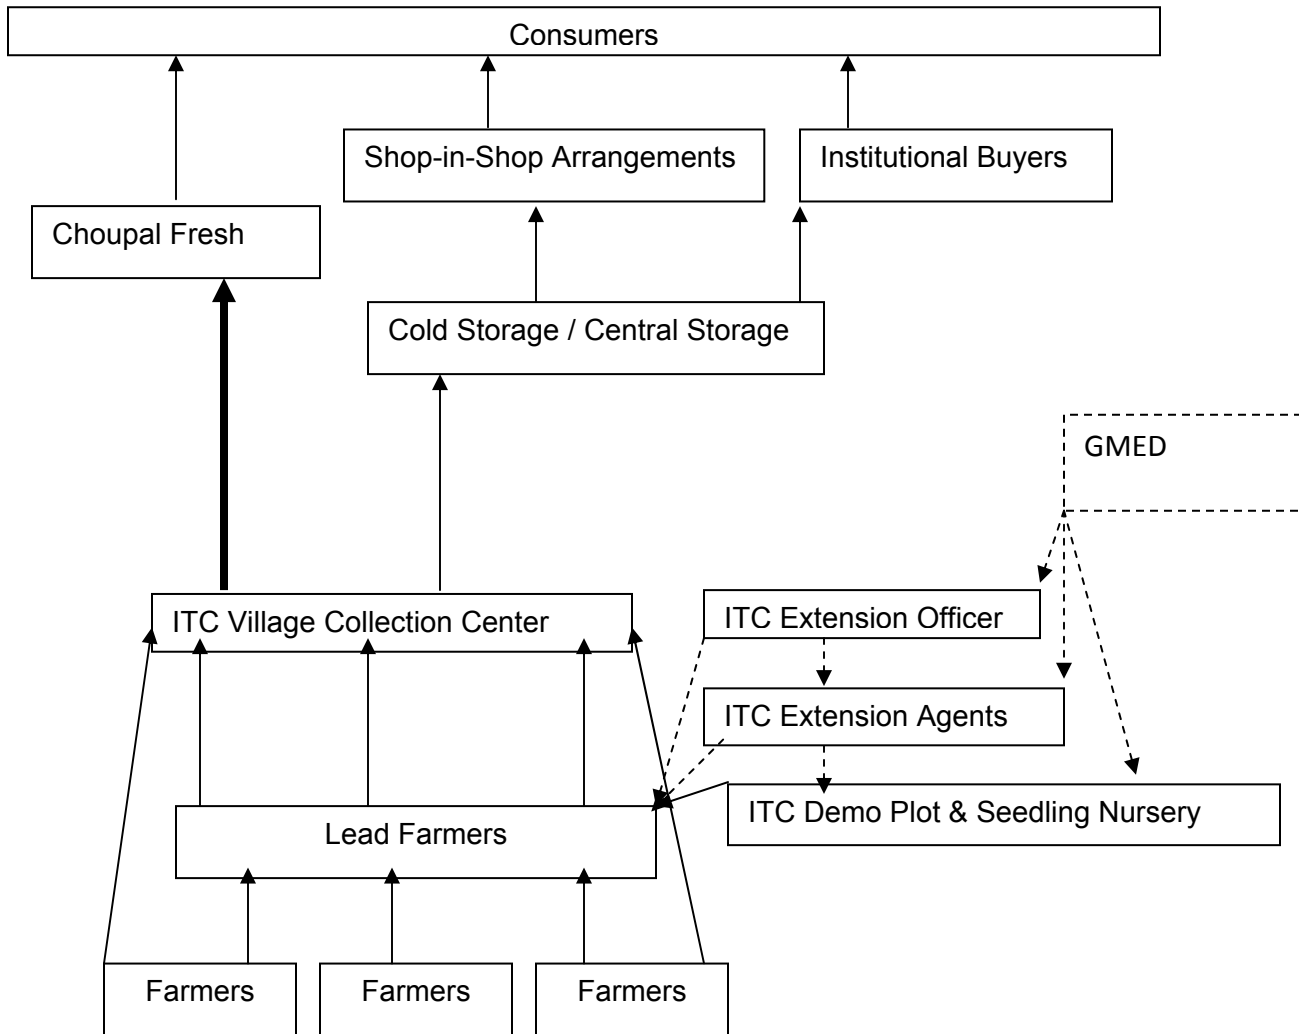 Consumers
Shop-in-Shop Arrangements
Institutional Buyers
Choupal Fresh
Cold Storage / Central Storage
GMED
ITC Village Collection Center
ITC Extension Officer
ITC Extension Agents
ITC Demo Plot & Seedling Nursery
Lead Farmers
Farmers
Farmers
Farmers